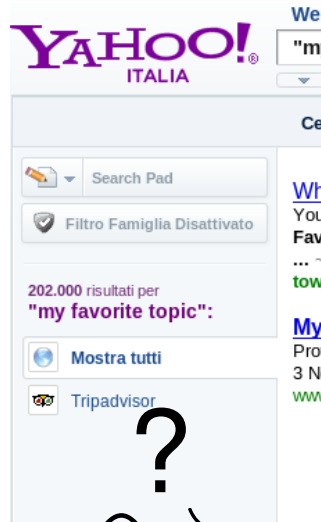 YAHOO!®
ITALIA
We
"m
Ce
Search Pad
Filtro Famiglia Disattivato
202.000 risultati per
"my favorite topic":
Mostra tutti
Tripadvisor
?
Wh
You
Fav
... ~
tow
My
Pro
3 N
www